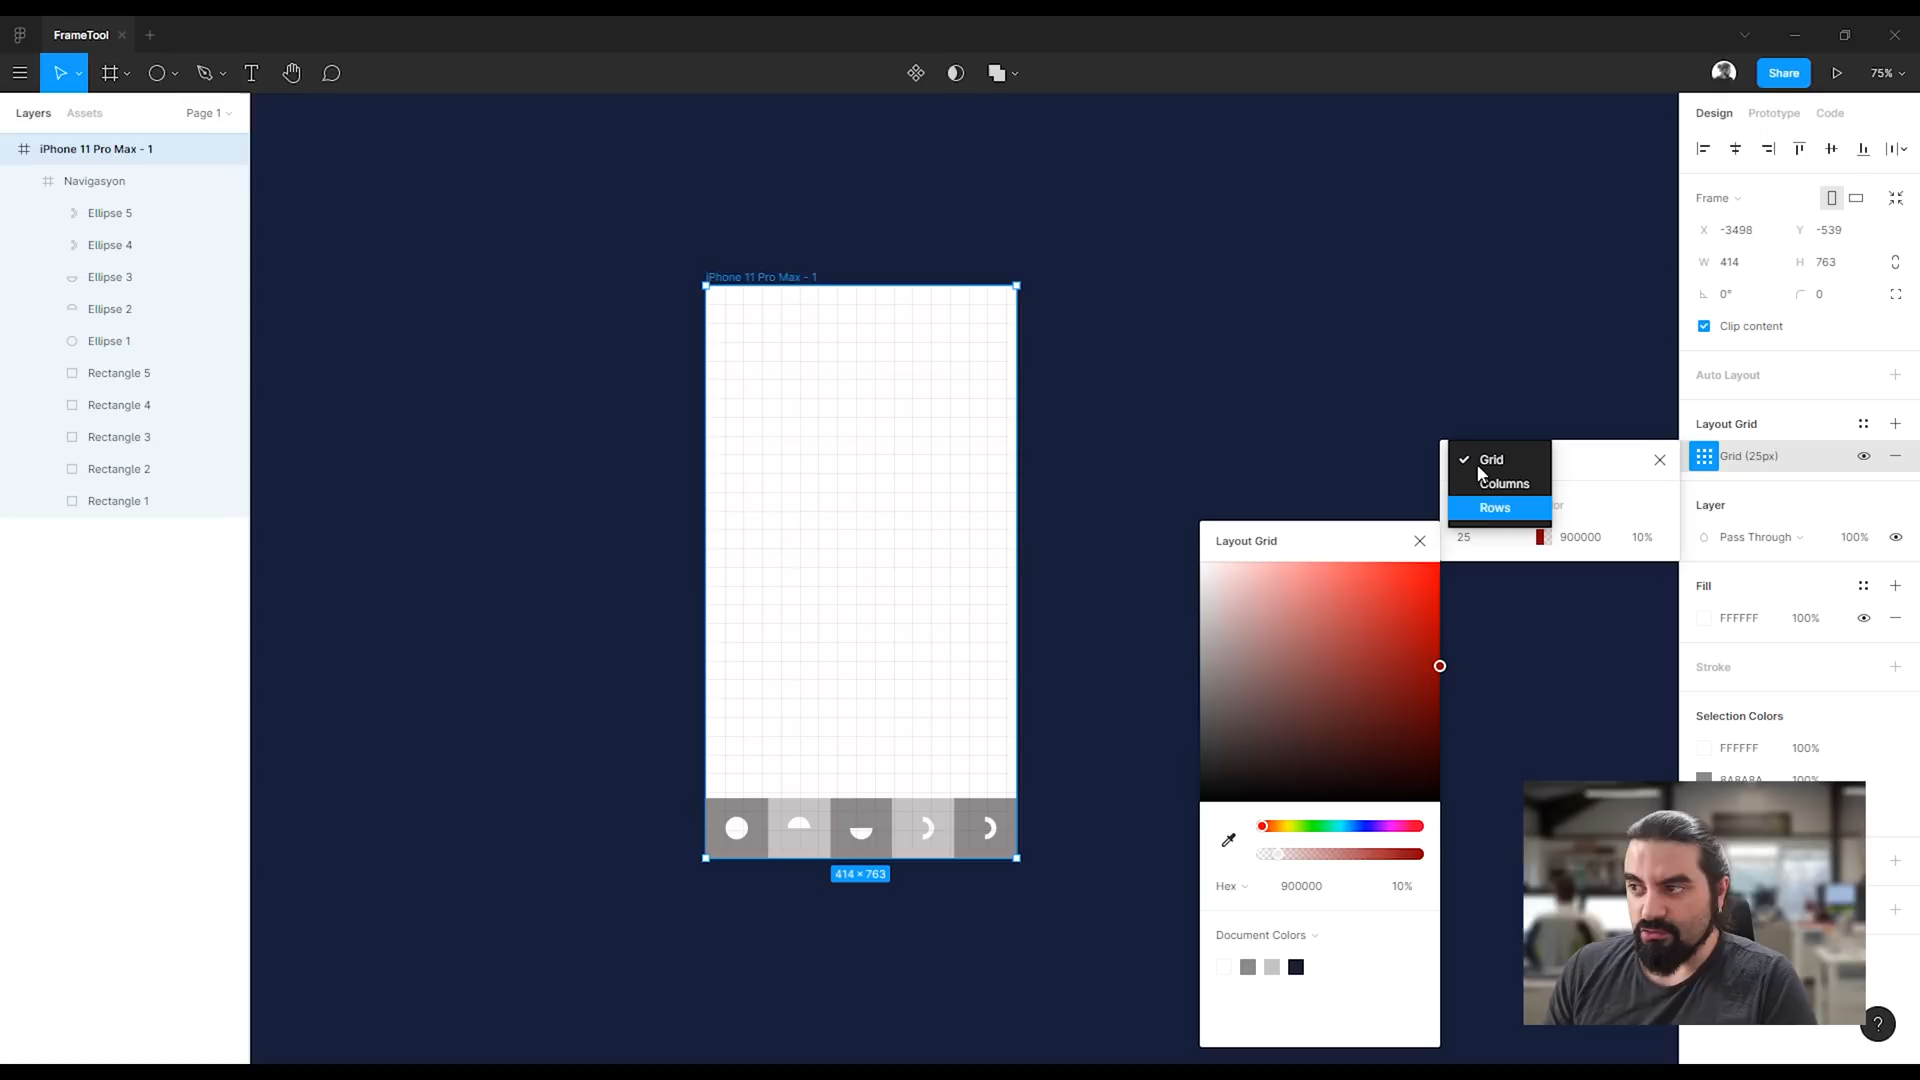 FrameTool
Share
75%
Layers
Assets
Page 1
iPhone 11 Pro Max - 1
Navigasyon
Ellipse 5
Ellipse 4
Ellipse 3
Ellipse 2
Ellipse 1
Rectangle 5
Rectangle 4
Rectangle 3
Rectangle 2
Rectangle 1
iPhone 11 Pro Max - 1
414 × 763
Grid
Columns
Rows
or
25
900000
10%
Layout Grid
Hex
900000
10%
Document Colors
Design
Prototype
Code
Frame
X
-3498
Y
-539
W
414
H
763
0°
0
Clip content
Auto Layout
Layout Grid
Grid (25px)
Layer
Pass Through
100%
Fill
FFFFFF
100%
Stroke
Selection Colors
FFFFFF
100%
8A8A8A
100%
?